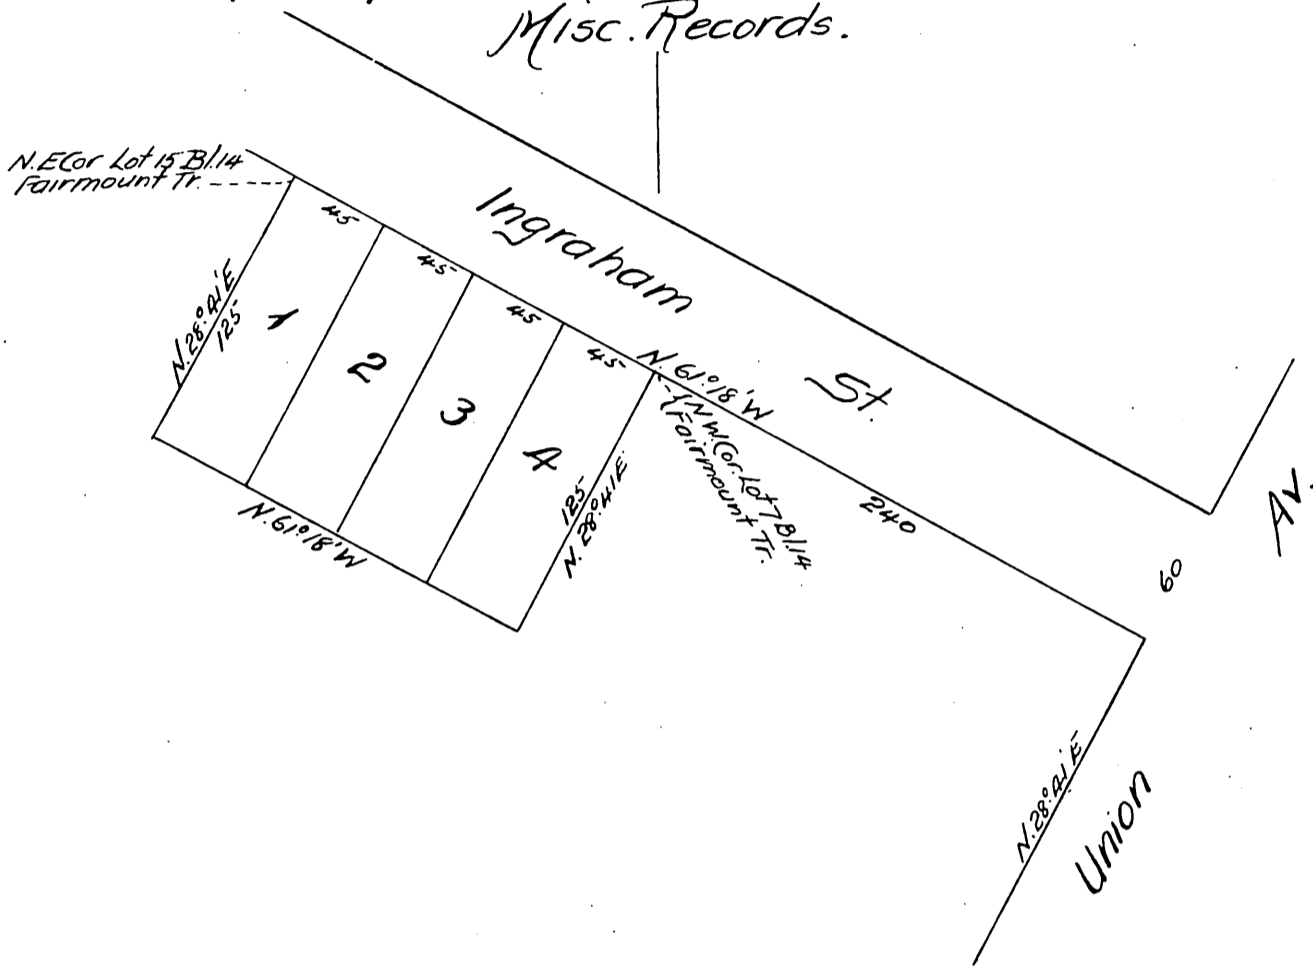 Misc. Records.
N.E Cor Lot 15 Bl.14
Fairmount Tr.
Ingraham
St.
45
45
45
45
N.28°41'E
125
1
2
3
4
N. 61°18'W
N.W.Cor. Lot 7 Bl.14
Fairmount Tr.
125
N. 28°41'E
N.61°18'W
240
60
Av.
N.28°41'E
Union